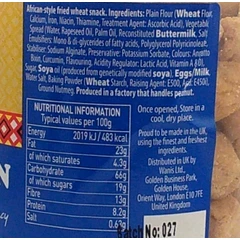 African-style fried wheat snack. Ingredients: Plain Flour (Wheat Flour,
Calcium, Iron, Niacin, Thiamine, Treatment Agent: Ascorbic Acid), Vegetable
Spread (Water, Rapeseed Oil, Palm Oil, Reconstituted Buttermilk, Salt,
Emulsifiers: Mono & di-glycerides of fatty acids, Polyglycerol Polyricinoleate,
Stabiliser: Sodium Alginate, Preservative: Potassium Sorbate, Colours: Annatto
Bixin, Curcumin, Flavouring, Acidity Regulator: Lactic Acid, Vitamin A &D),
Sugar, Soya oil (produced from genetically modified soya), Eggs/Milk,
Water Salt, Baking Powder (Wheat Starch, Raising Agent: E500, E450,
(E450), Ground Nutmeg. Produced in a factory that handles peanut.
NUTRITIONAL INFORMATION
Typical values per 100g
Energy 2019 kJ / 483 kcal
Fat 23g
of which saturates 4.3g
Carbohydrate 66g
of which sugars 19g
Fibre 13g
Protein 8.2g
Salt
Once opened, Store in a
cool, dry place.
Proud to be made in the UK,
using the finest and freshest
ingredients.
Distributed in UK by
Wanis Ltd.
Golden Business Park,
Golden House,
Orient Way, London E10 7FE
United Kingdom
N
cy
Batch No: 027